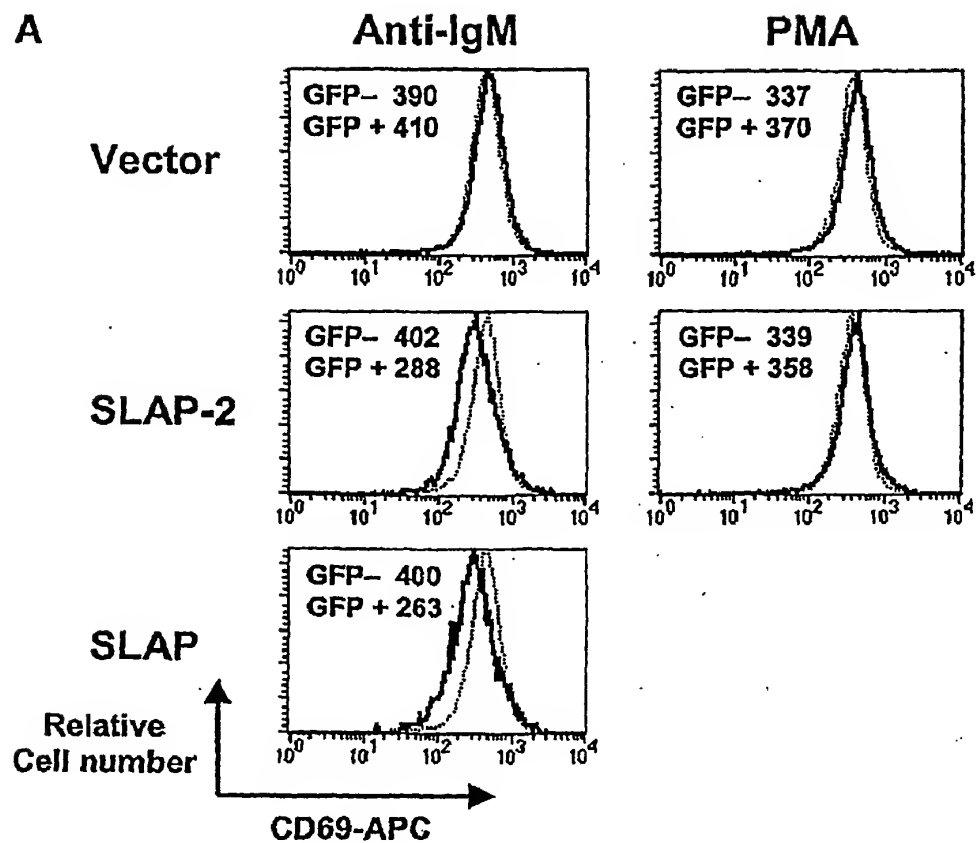 A
Anti-IgM
PMA
Vector
GFP– 390
GFP + 410
10⁰ 10¹ 10² 10³ 10⁴
GFP– 337
GFP + 370
10⁰ 10¹ 10² 10³ 10⁴
SLAP-2
GFP– 402
GFP + 288
10⁰ 10¹ 10² 10³ 10⁴
GFP– 339
GFP + 358
10⁰ 10¹ 10² 10³ 10⁴
SLAP
GFP– 400
GFP + 263
10⁰ 10¹ 10² 10³ 10⁴
Relative
Cell number
CD69-APC